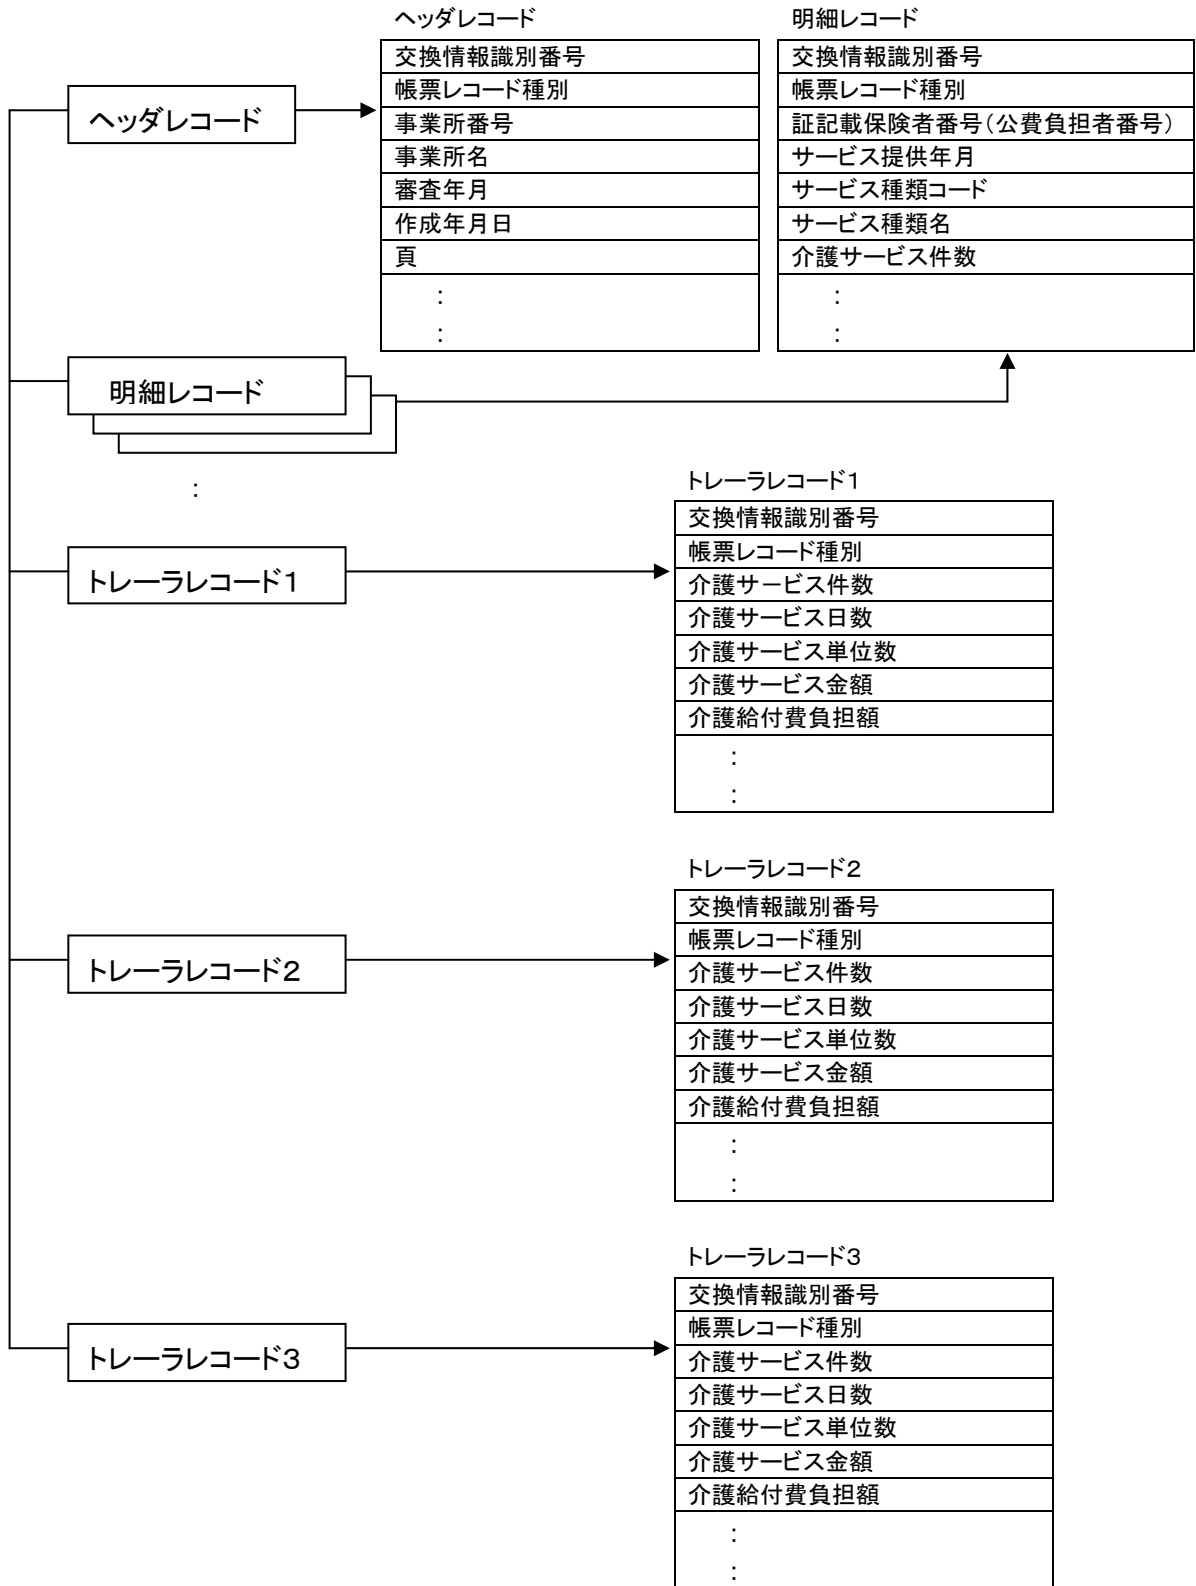 ヘッダレコード
交換情報識別番号
帳票レコード種別
事業所番号
事業所名
審査年月
作成年月日
頁
:
:
明細レコード
交換情報識別番号
帳票レコード種別
証記載保険者番号(公費負担者番号)
サービス提供年月
サービス種類コード
サービス種類名
介護サービス件数
:
:
ヘッダレコード
明細レコード
:
トレーラレコード1
トレーラレコード1
交換情報識別番号
帳票レコード種別
介護サ－ビス件数
介護サービス日数
介護サービス単位数
介護サービス金額
介護給付費負担額
:
:
トレーラレコード2
トレーラレコード2
交換情報識別番号
帳票レコード種別
介護サービス件数
介護サービス日数
介護サービス単位数
介護サービス金額
介護給付費負担額
:
:
トレーラレコード3
トレーラレコード3
交換情報識別番号
帳票レコード種別
介護サービス件数
介護サービス日数
介護サービス単位数
介護サービス金額
介護給付費負担額
:
: